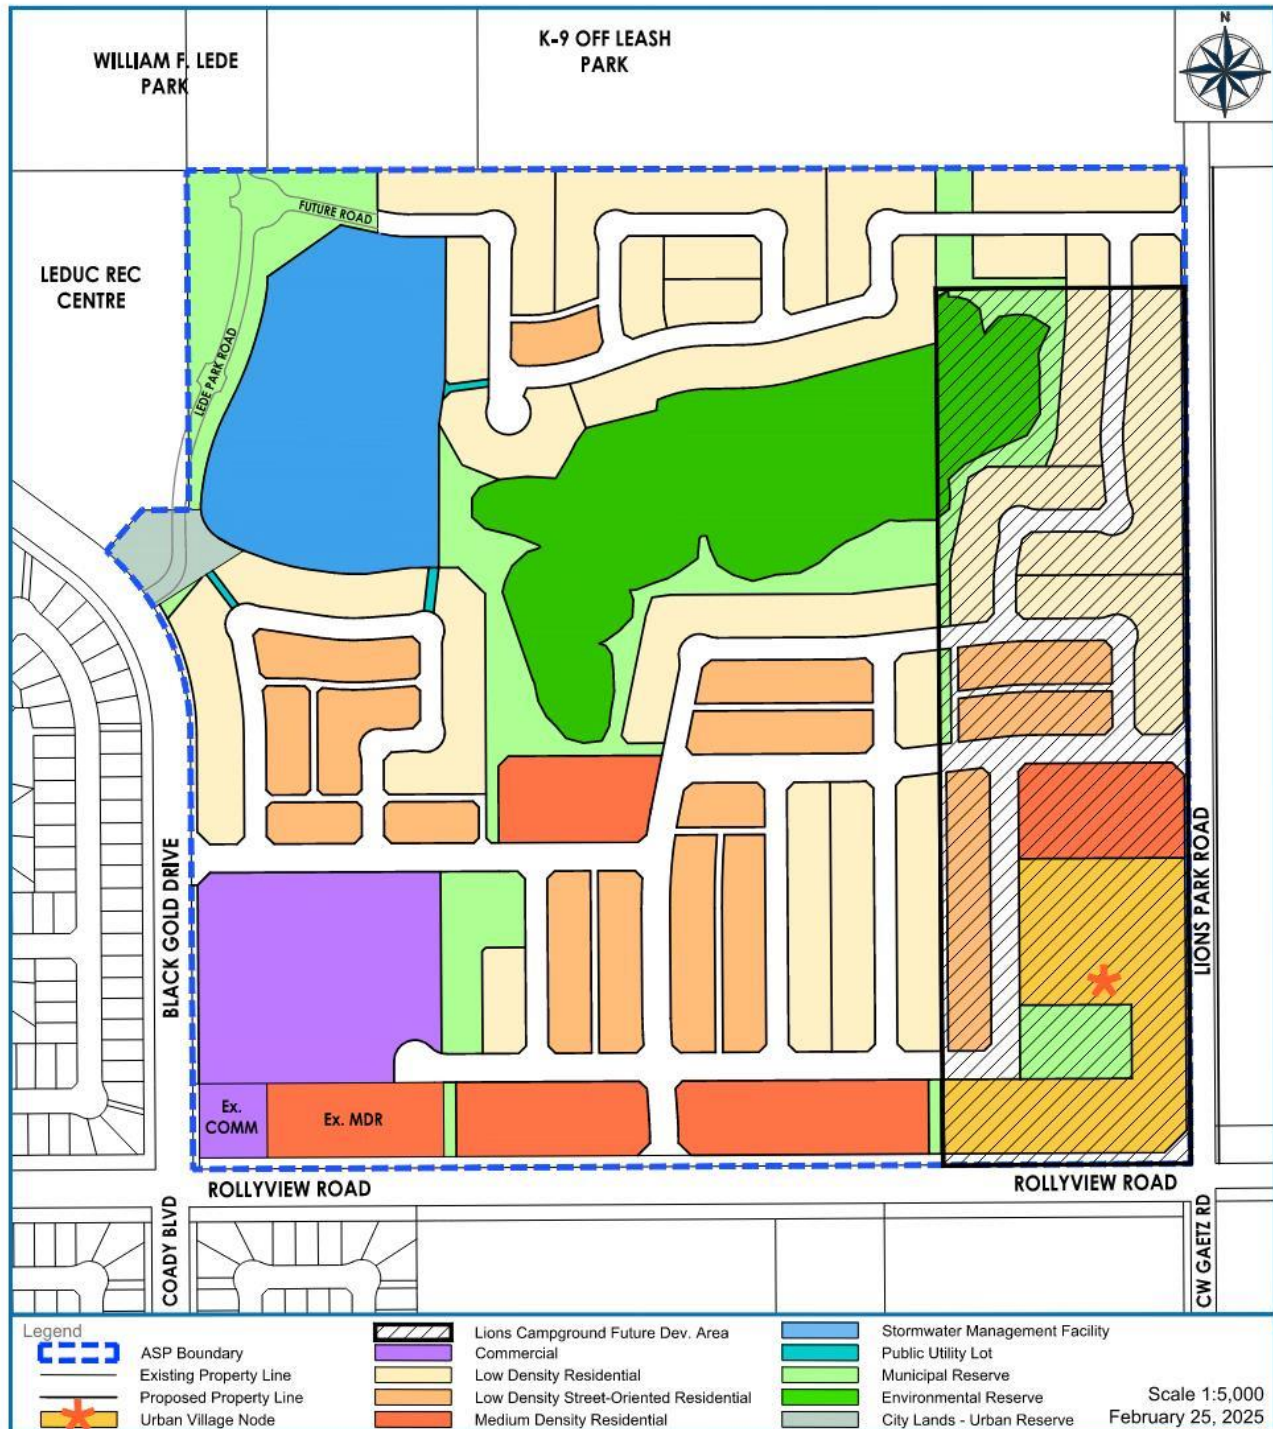 N
WILLIAM F. LEDE
PARK
K-9 OFF LEASH
PARK
FUTURE ROAD
LEDUC REC
CENTRE
LEDE PARK ROAD
BLACK GOLD DRIVE
LIONS PARK ROAD
Ex.
COMM
Ex. MDR
ROLLYVIEW ROAD
ROLLYVIEW ROAD
COADY BLVD
CW GAETZ RD
Legend
ASP Boundary
Existing Property Line
Proposed Property Line
Urban Village Node
Lions Campground Future Dev. Area
Commercial
Low Density Residential
Low Density Street-Oriented Residential
Medium Density Residential
Stormwater Management Facility
Public Utility Lot
Municipal Reserve
Environmental Reserve
City Lands - Urban Reserve
Scale 1:5,000
February 25, 2025